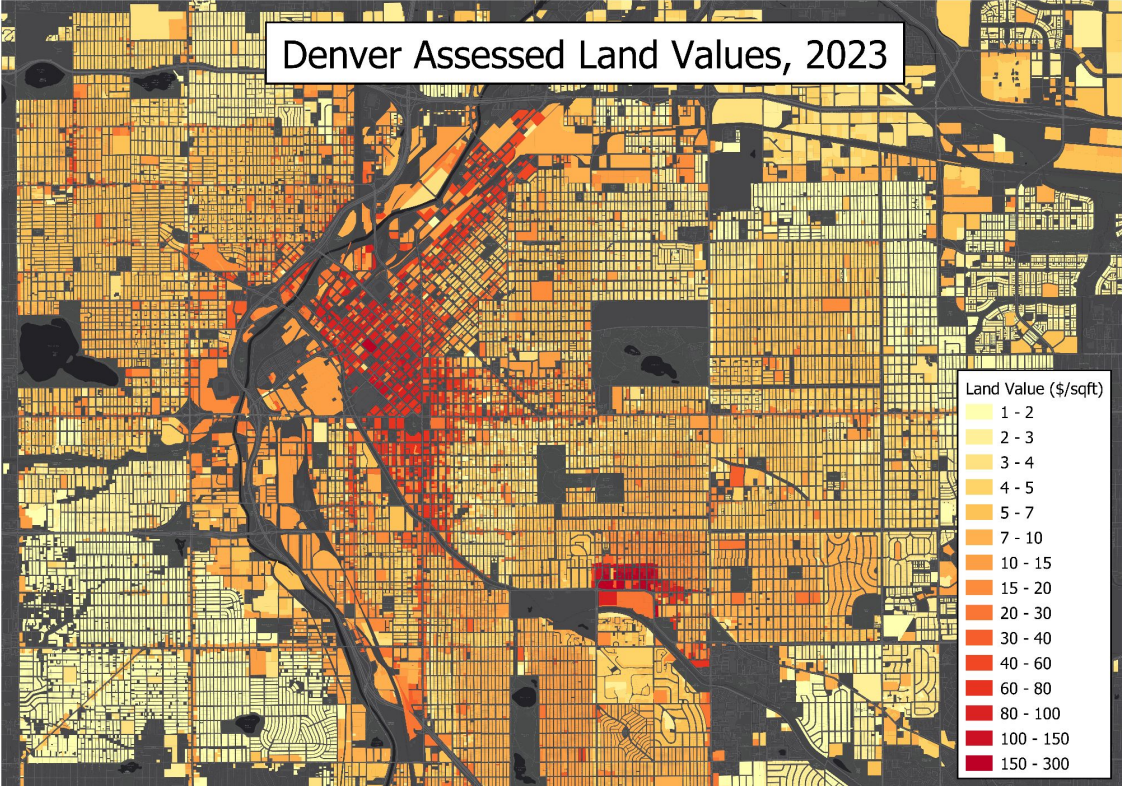 Denver Assessed Land Values, 2023
Land Value ($/sqft)
1 - 2
2 - 3
3 - 4
4 - 5
5 - 7
7 - 10
10 - 15
15 - 20
20 - 30
30 - 40
40 - 60
60 - 80
80 - 100
100 - 150
150 - 300